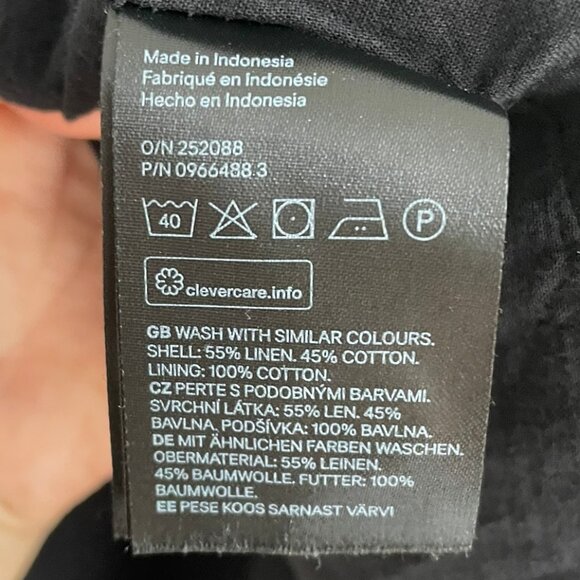 Made in Indonesia
Fabriqué en Indonésie
Hecho en Indonesia
O/N 252088
P/N 0966488.3
40 P
clevercare.info
GB WASH WITH SIMILAR COLOURS.
SHELL: 55% LINEN. 45% COTTON.
LINING: 100% COTTON.
CZ PERTE S PODOBNÝMI BARVAMI.
SVRCHNÍ LÁTKA: 55% LEN. 45%
BAVLNA. PODŠÍVKA: 100% BAVLNA.
DE MIT ÄHNLICHEN FARBEN WASCHEN.
OBERMATERIAL: 55% LEINEN.
45% BAUMWOLLE. FUTTER: 100%
BAUMWOLLE.
EE PESE KOOS SARNAST VÄRVI